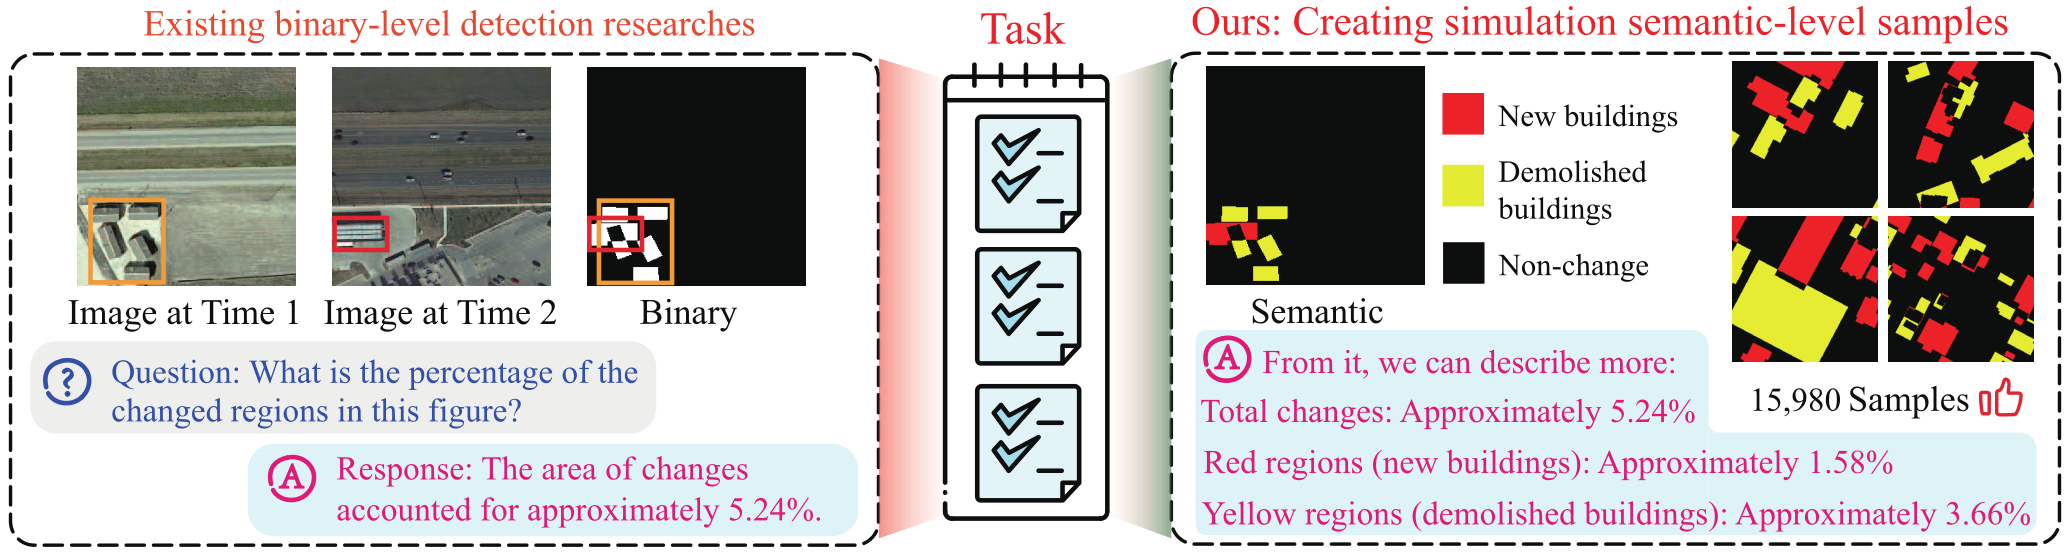 Existing binary-level detection researches
Image at Time 1
Image at Time 2
Binary
? Question: What is the percentage of the
changed regions in this figure?
A Response: The area of changes
accounted for approximately 5.24%.
Task
Ours: Creating simulation semantic-level samples
New buildings
Demolished
buildings
Non-change
Semantic
15,980 Samples
A From it, we can describe more:
Total changes: Approximately 5.24%
Red regions (new buildings): Approximately 1.58%
Yellow regions (demolished buildings): Approximately 3.66%